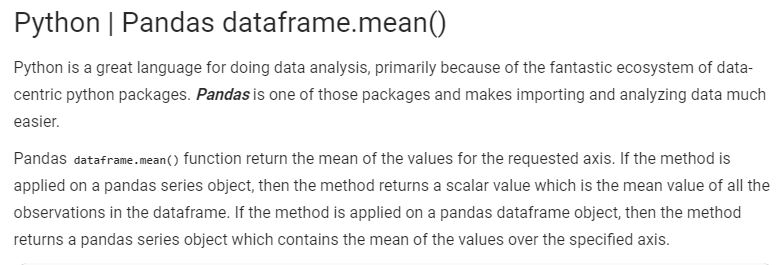 Python | Pandas dataframe.mean()
Python is a great language for doing data analysis, primarily because of the fantastic ecosystem of data-
centric python packages. Pandas is one of those packages and makes importing and analyzing data much
easier.
Pandas dataframe.mean() function return the mean of the values for the requested axis. If the method is
applied on a pandas series object, then the method returns a scalar value which is the mean value of all the
observations in the dataframe. If the method is applied on a pandas dataframe object, then the method
returns a pandas series object which contains the mean of the values over the specified axis.